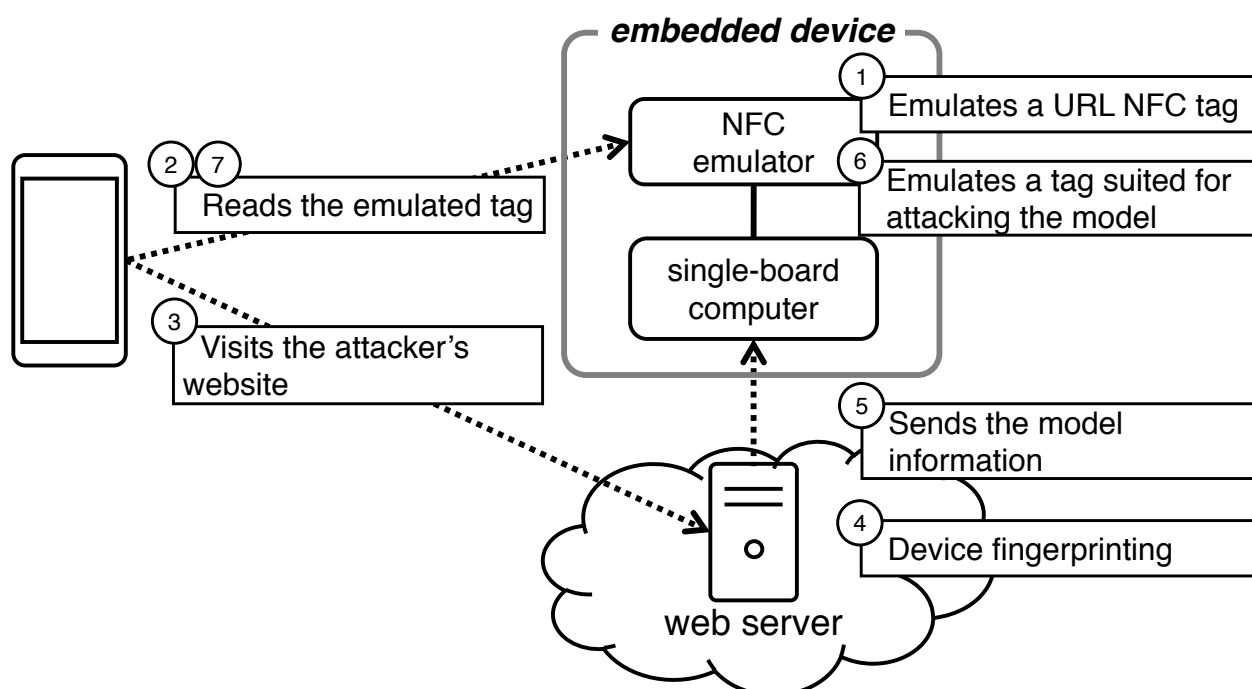 embedded device
1
Emulates a URL NFC tag
NFC
emulator
2 7
Reads the emulated tag
6
Emulates a tag suited for
attacking the model
single-board
computer
3
Visits the attacker’s
website
5
Sends the model
information
4
Device fingerprinting
web server